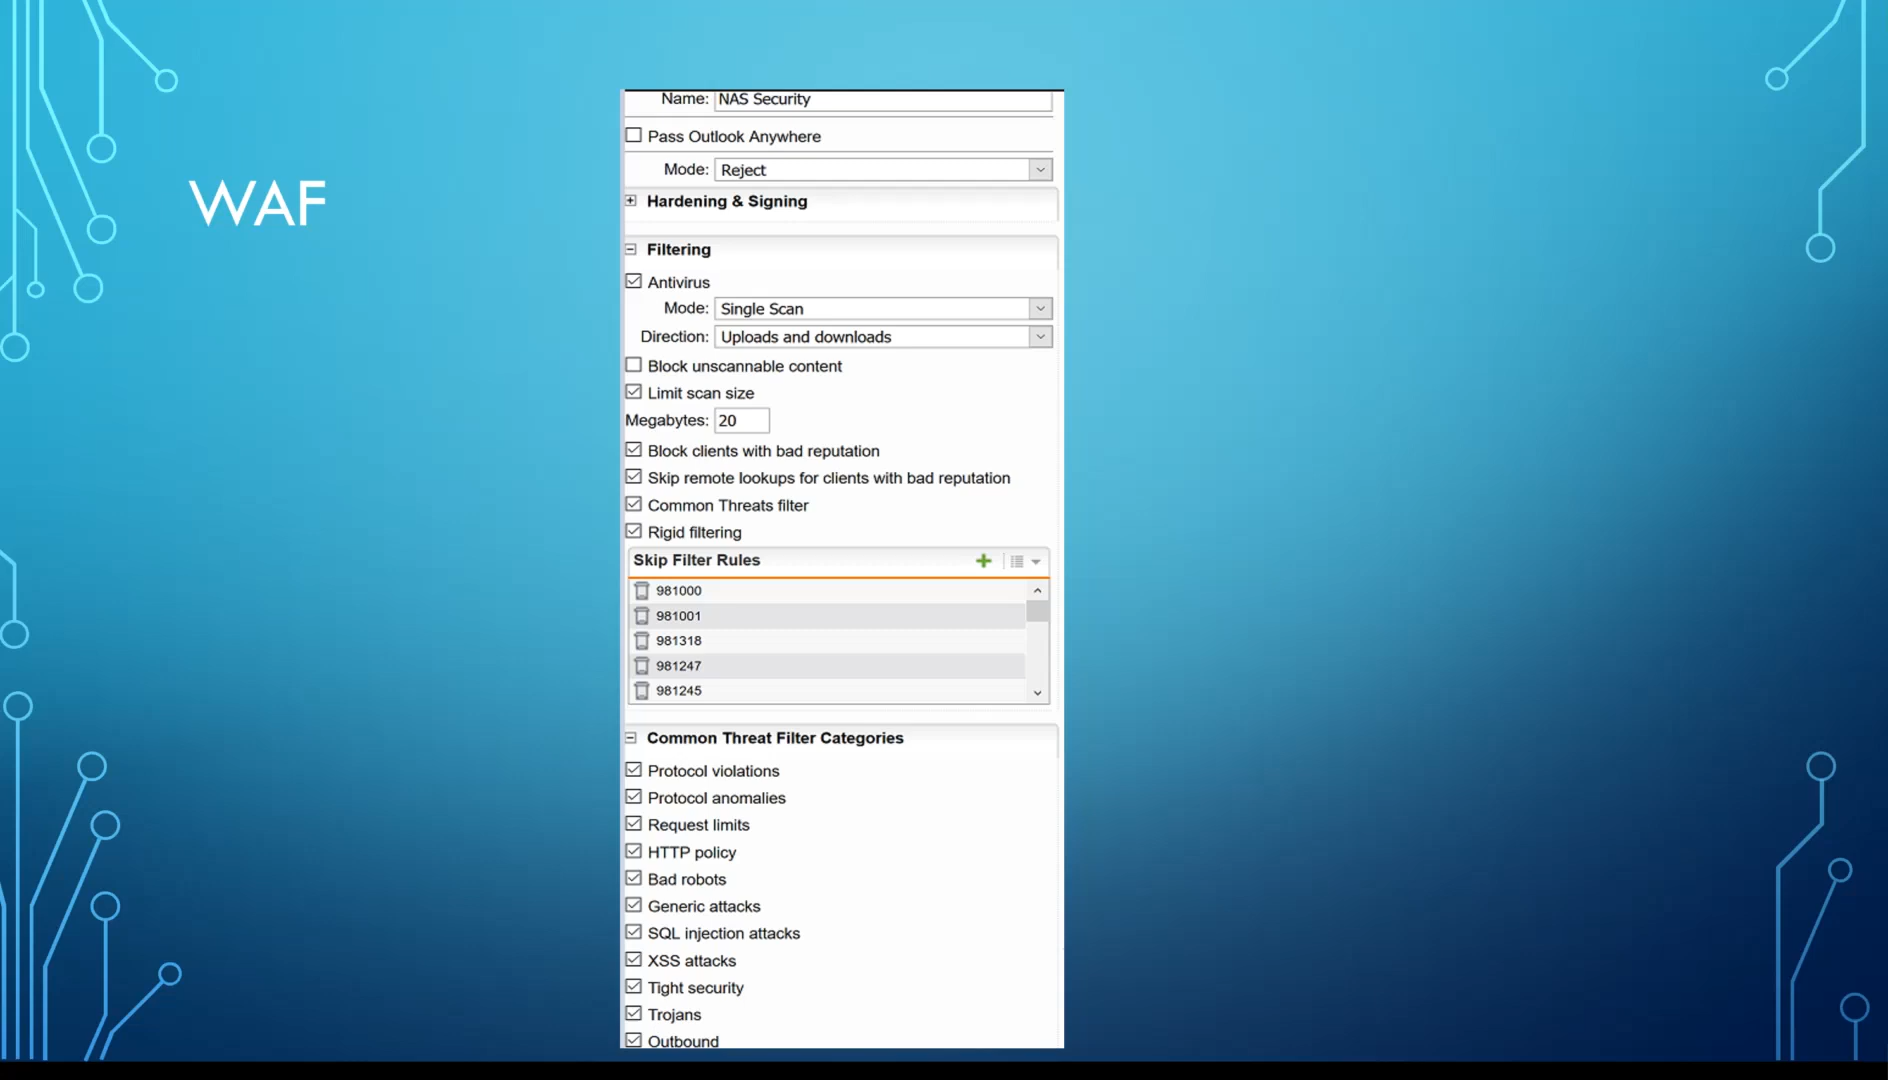 WAF
Name: NAS Security
Pass Outlook Anywhere
Mode: Reject
Hardening & Signing
Filtering
Antivirus
Mode: Single Scan
Direction: Uploads and downloads
Block unscannable content
Limit scan size
Megabytes: 20
Block clients with bad reputation
Skip remote lookups for clients with bad reputation
Common Threats filter
Rigid filtering
Skip Filter Rules
981000
981001
981318
981247
981245
Common Threat Filter Categories
Protocol violations
Protocol anomalies
Request limits
HTTP policy
Bad robots
Generic attacks
SQL injection attacks
XSS attacks
Tight security
Trojans
Outbound